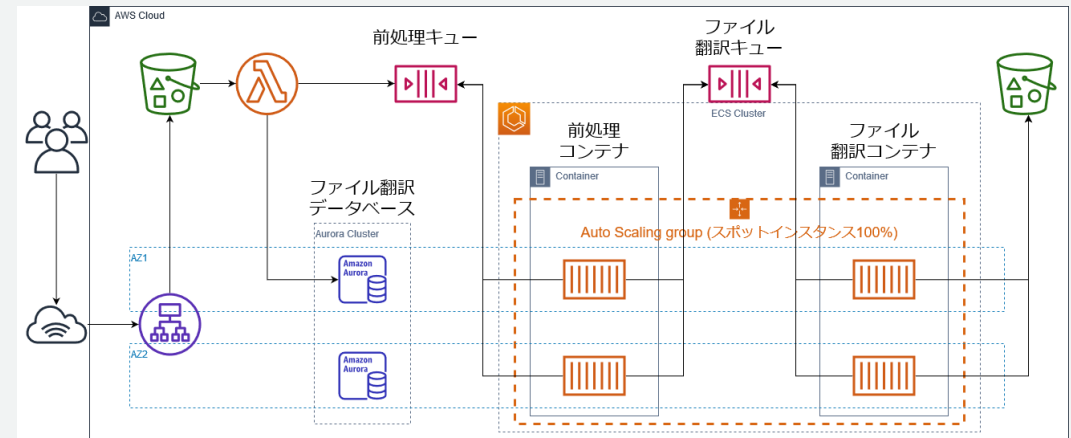 AWS Cloud
前処理キュー
ファイル
翻訳キュー
ECS Cluster
前処理
コンテナ
ファイル
翻訳コンテナ
Container
Container
ファイル翻訳
データベース
Aurora Cluster
Auto Scaling group (スポットインスタンス100%)
AZ1
Amazon
Aurora
AZ2
Amazon
Aurora